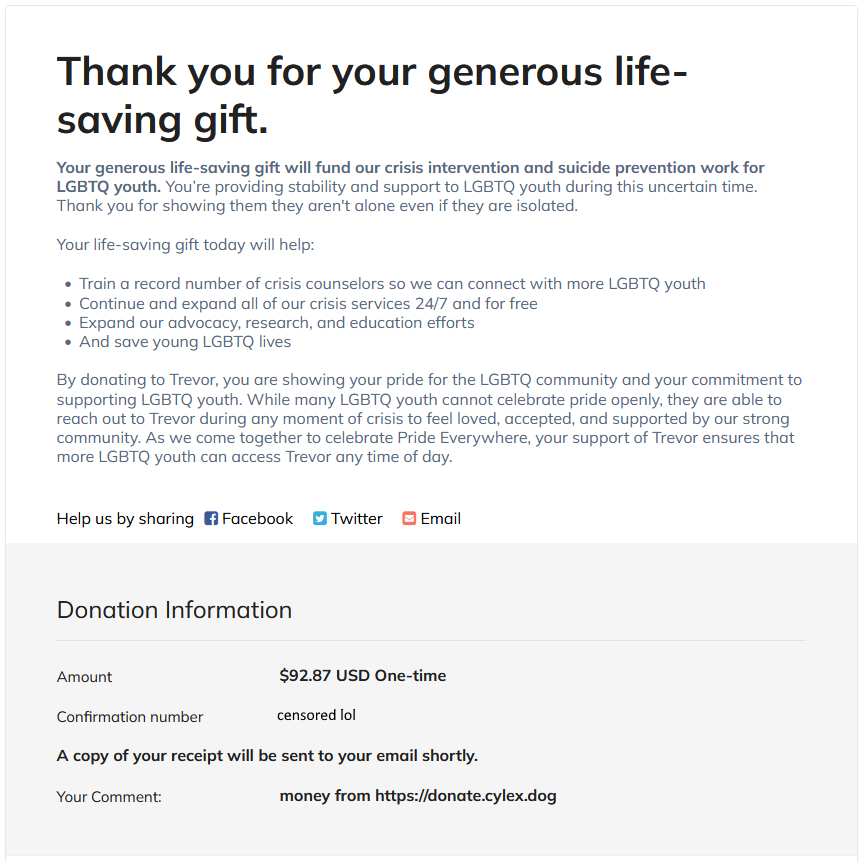 Thank you for your generous life-
saving gift.
Your generous life-saving gift will fund our crisis intervention and suicide prevention work for
LGBTQ youth. You’re providing stability and support to LGBTQ youth during this uncertain time.
Thank you for showing them they aren't alone even if they are isolated.
Your life-saving gift today will help:
• Train a record number of crisis counselors so we can connect with more LGBTQ youth
• Continue and expand all of our crisis services 24/7 and for free
• Expand our advocacy, research, and education efforts
• And save young LGBTQ lives
By donating to Trevor, you are showing your pride for the LGBTQ community and your commitment to
supporting LGBTQ youth. While many LGBTQ youth cannot celebrate pride openly, they are able to
reach out to Trevor during any moment of crisis to feel loved, accepted, and supported by our strong
community. As we come together to celebrate Pride Everywhere, your support of Trevor ensures that
more LGBTQ youth can access Trevor any time of day.
Help us by sharing Facebook Twitter Email
Donation Information
Amount $92.87 USD One-time
Confirmation number censored lol
A copy of your receipt will be sent to your email shortly.
Your Comment: money from https://donate.cylex.dog